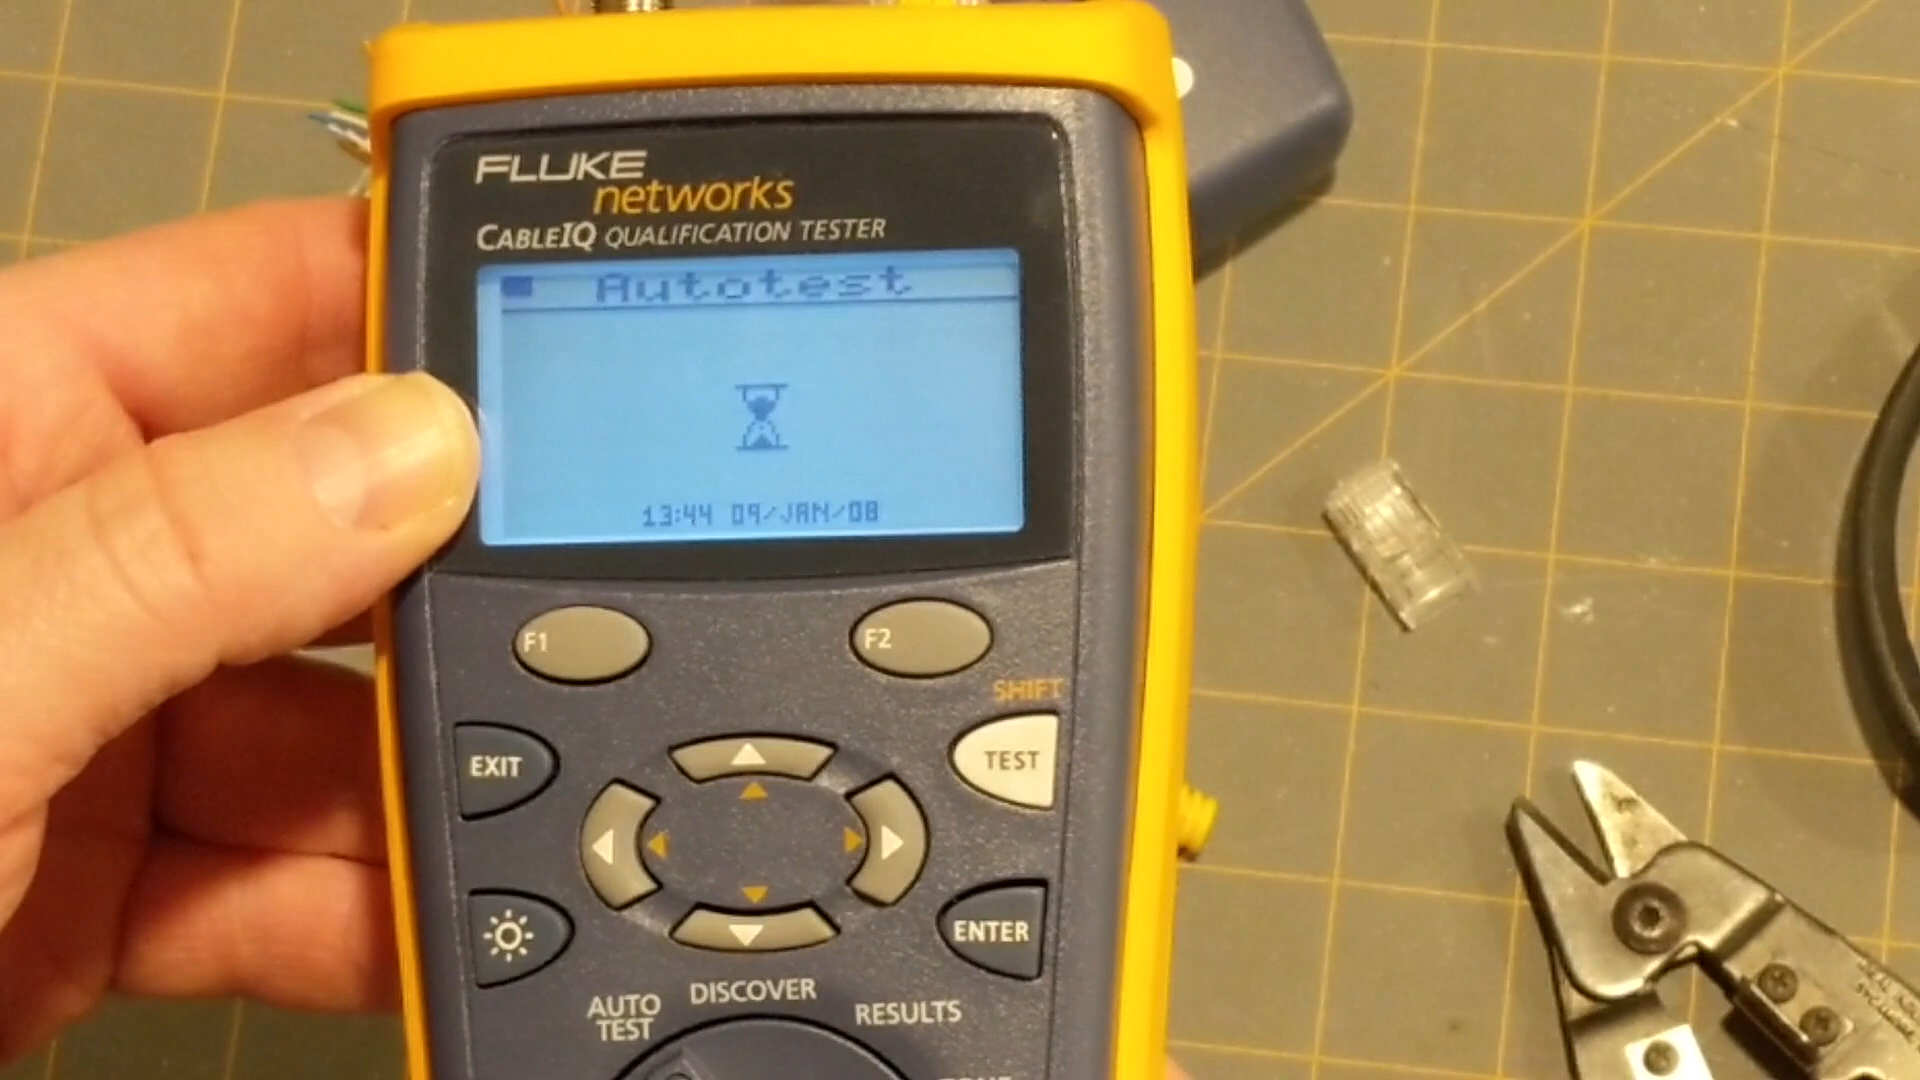 FLUKE
networks
CABLEIQ QUALIFICATION TESTER
Autotest
13:44 09/JAN/08
F1
F2
SHIFT
EXIT
TEST
ENTER
AUTO
TEST
DISCOVER
RESULTS